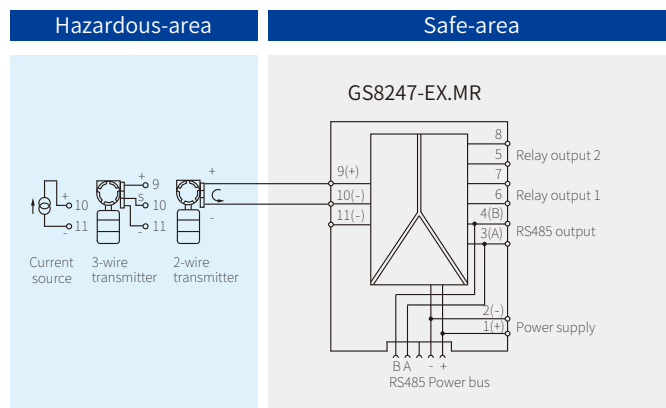 Hazardous-area
Safe-area
GS8247-EX.MR
9(+)
10(-)
11(-)
8
5
Relay output 2
7
6
Relay output 1
4(B)
3(A)
RS485 output
2(-)
1(+)
Power supply
B A - +
RS485 Power bus
+
10
11
-
Current
source
+
9
S
10
11
-
3-wire
transmitter
+
-
2-wire
transmitter